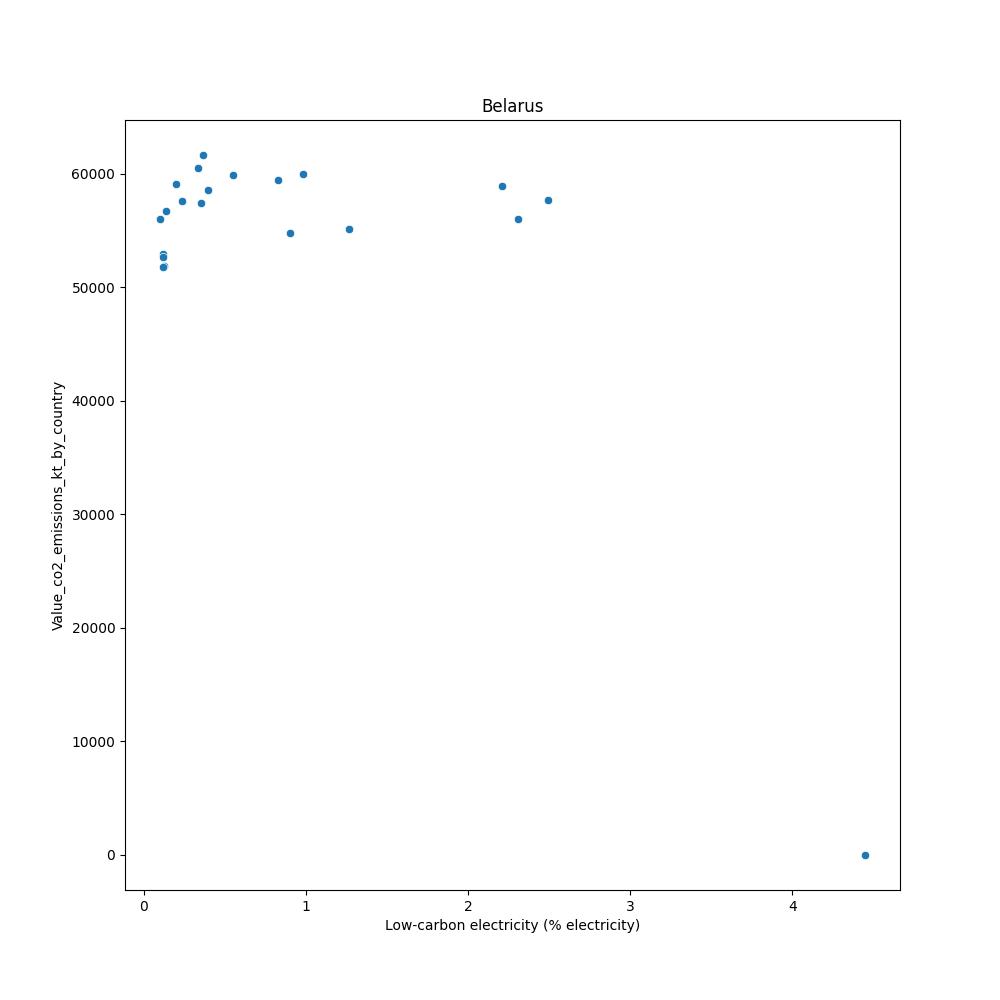 Belarus
Value_co2_emissions_kt_by_country
60000
50000
40000
30000
20000
10000
0
0 1 2 3 4
Low-carbon electricity (% electricity)